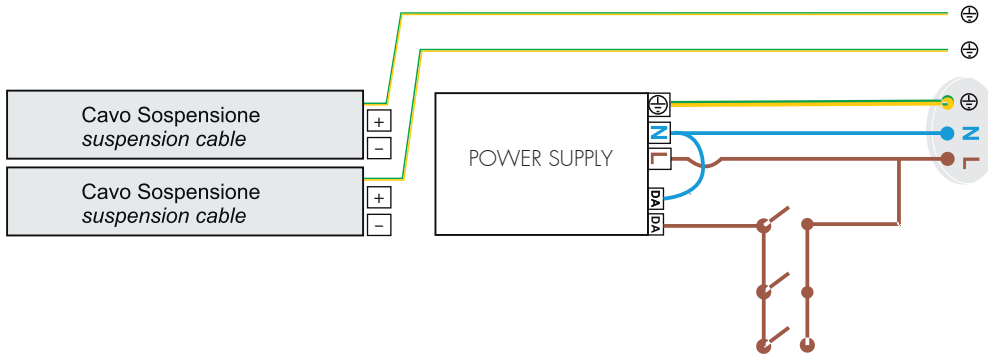 Cavo Sospensione
suspension cable
+
−
Cavo Sospensione
suspension cable
+
−
POWER SUPPLY
N
L
DA
DA
N
L